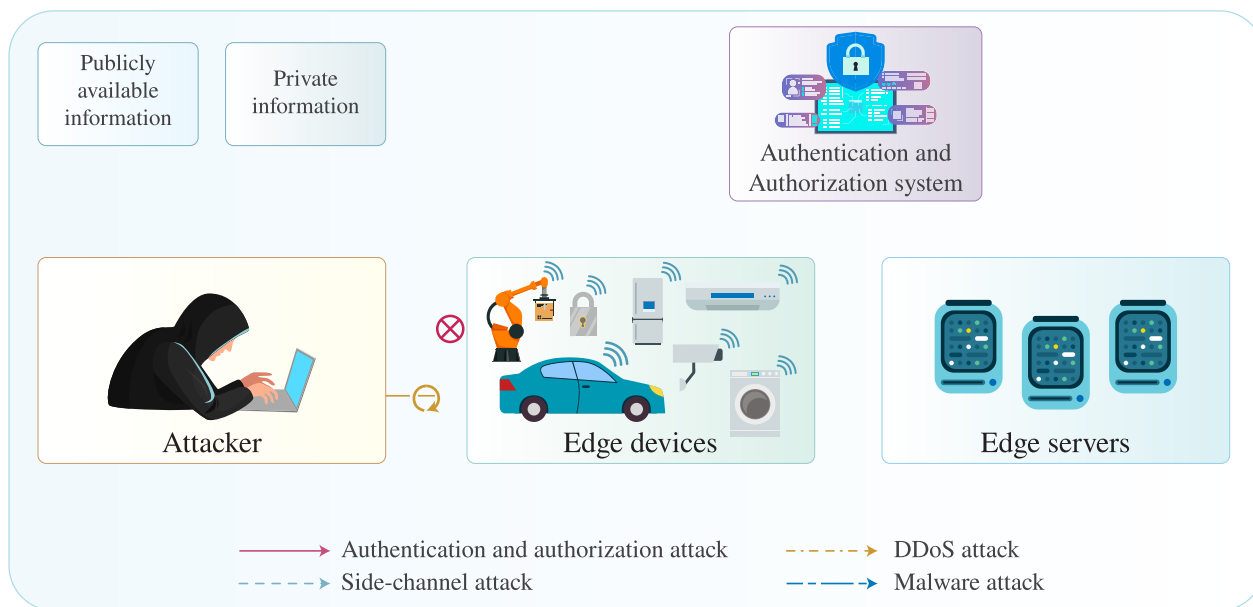 Publicly
available
information
Private
information
Authentication and
Authorization system
Attacker
Edge devices
Edge servers
Authentication and authorization attack
DDoS attack
Side-channel attack
Malware attack